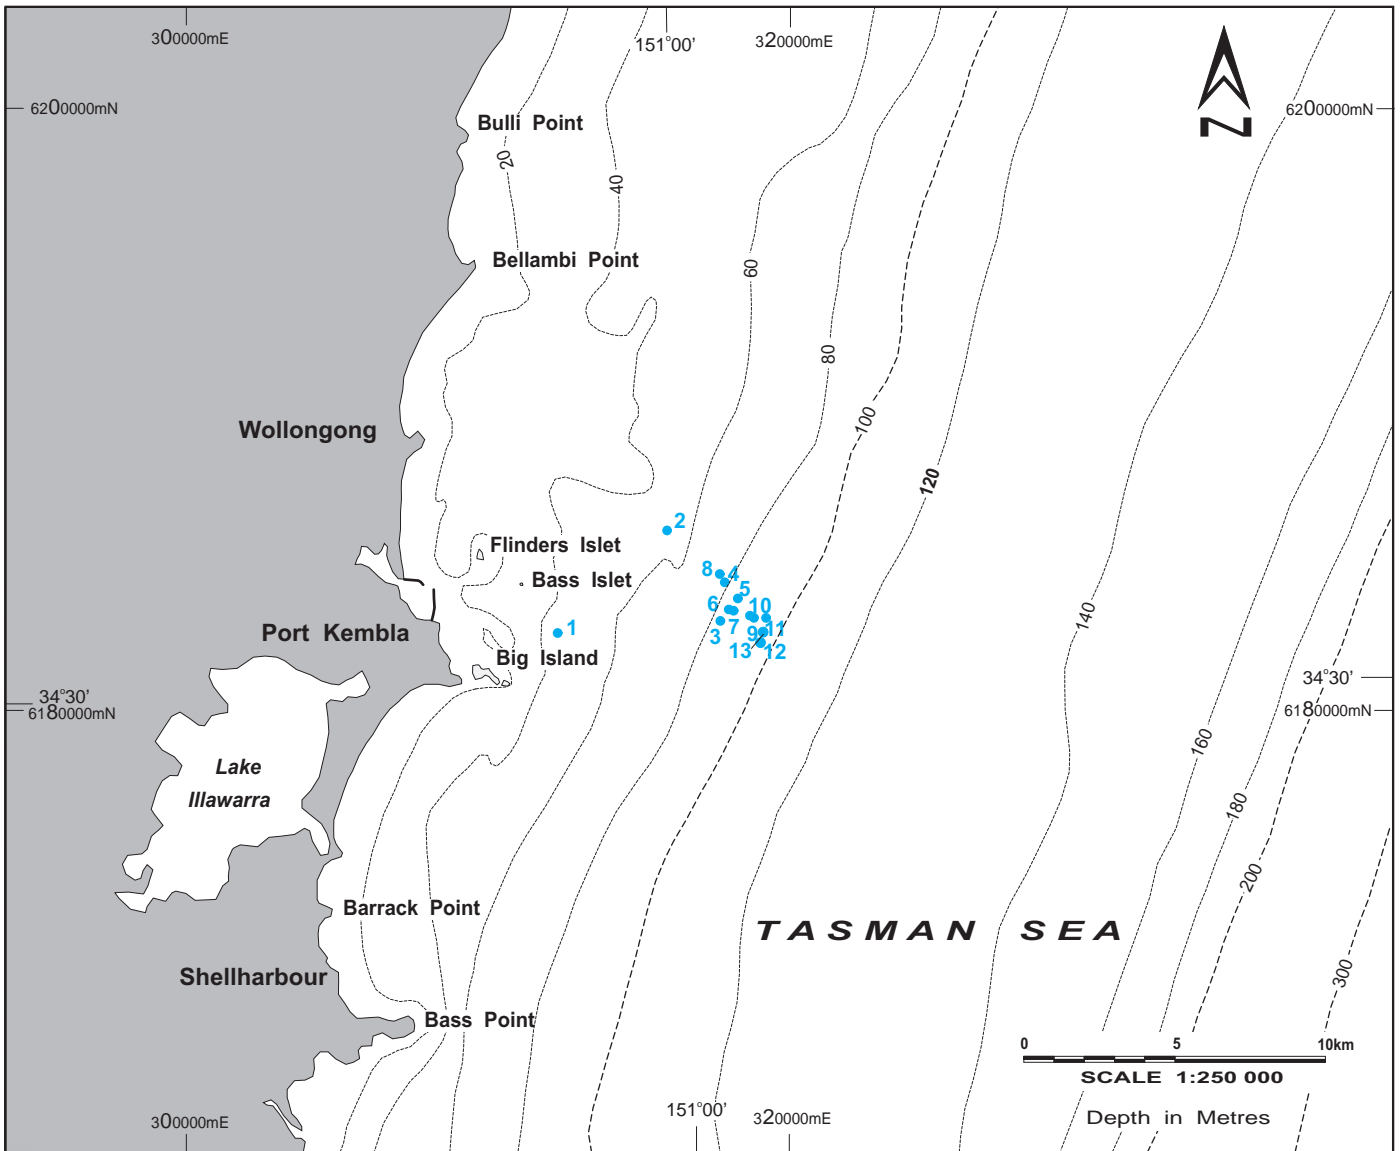 300000mE
151°00'
320000mE
6200000mN
6200000mN
N
Bulli Point
20
40
Bellambi Point
60
80
100
Wollongong
120
2
Flinders Islet
8
4
Bass Islet
5
6
10
7
3
1
9
11
Port Kembla
13
12
Big Island
140
34°30'
6180000mN
34°30'
6180000mN
160
Lake
Illawarra
180
200
Barrack Point
TASMAN SEA
Shellharbour
300
Bass Point
0 5 10km
SCALE 1:250 000
Depth in Metres
300000mE
151°00'
320000mE